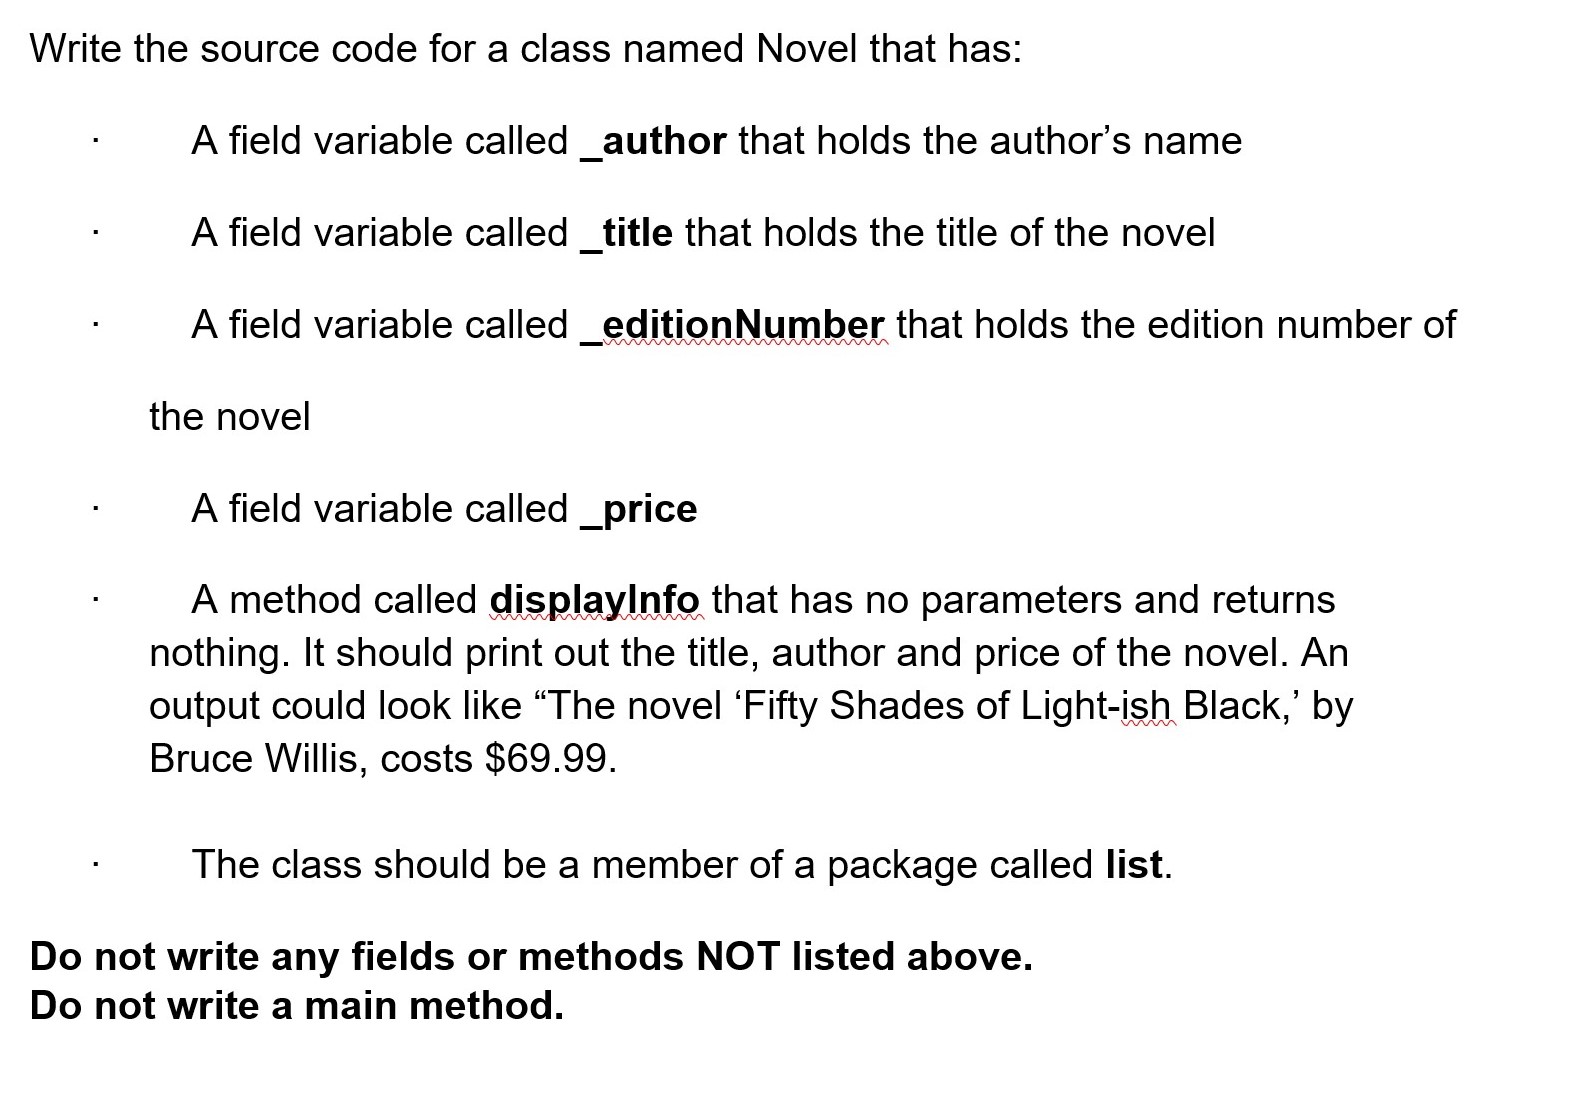 Write the source code for a class named Novel that has:
· A field variable called _author that holds the author’s name
· A field variable called _title that holds the title of the novel
· A field variable called _editionNumber that holds the edition number of
the novel
· A field variable called _price
· A method called displayInfo that has no parameters and returns
nothing. It should print out the title, author and price of the novel. An
output could look like “The novel ‘Fifty Shades of Light-ish Black,’ by
Bruce Willis, costs $69.99.
· The class should be a member of a package called list.
Do not write any fields or methods NOT listed above.
Do not write a main method.